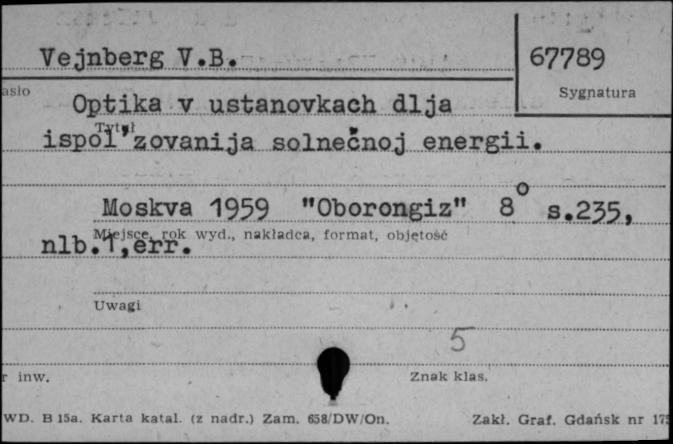 Vejnberg V.B.
67789
asło
Sygnatura
Optika v ustanovkach dlja
Tytuł
ispol'zovanija solnečnoj energii.
Moskva 1959 "Oborongiz" 8° s.235,
Miejsce, rok wyd., nakładca, format, objętość
nlb.1,err.
Uwagi
5
r inw.
Znak klas.
WD. B 15a. Karta katal. (z nadr.) Zam. 658/DW/On.
Zakł. Graf. Gdańsk nr 175